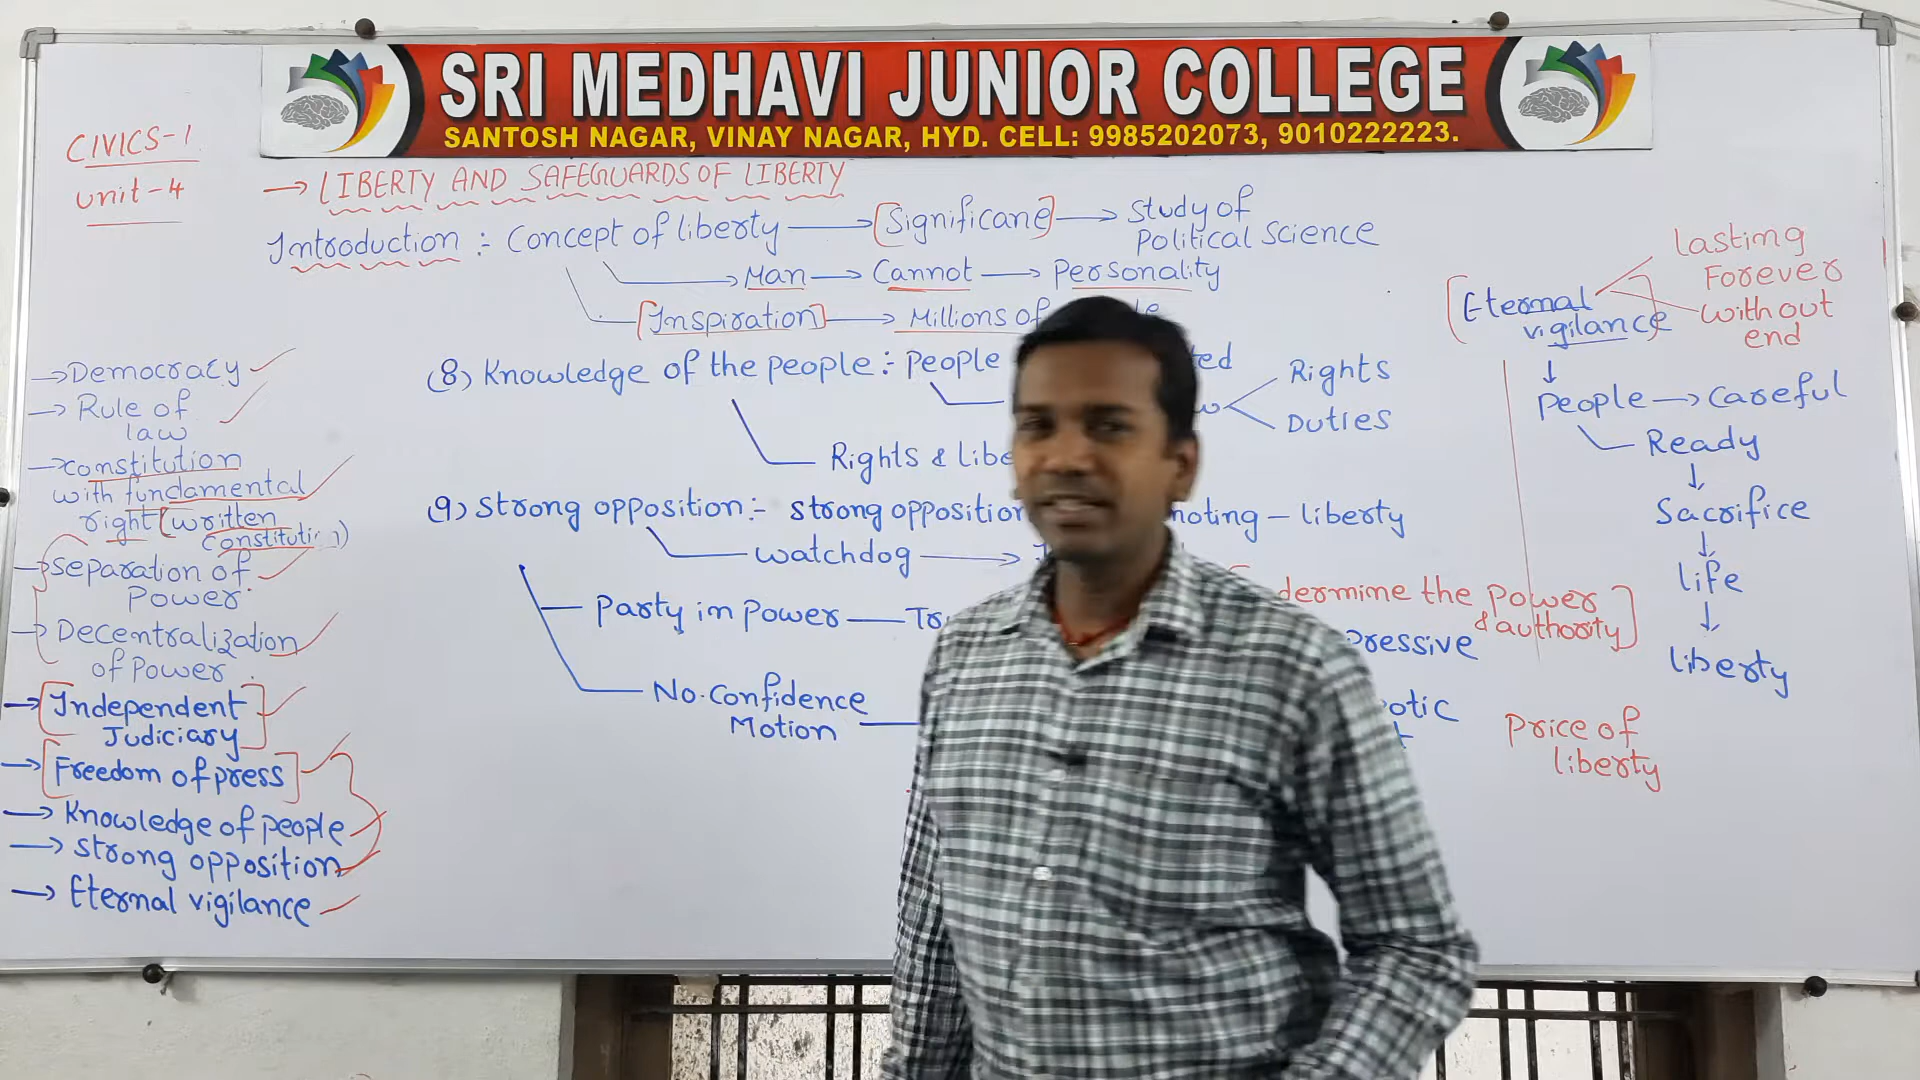 SRI MEDHAVI JUNIOR COLLEGE
SANTOSH NAGAR, VINAY NAGAR, HYD. CELL: 9985202073, 9010222223.
CIVICS-1
unit-4
→ LIBERTY AND SAFEGUARDS OF LIBERTY
Introduction :- Concept of liberty → [Significane] → Study of
Political Science
→ Man → Cannot → Personality
[Inspiration] → Millions of
→ Democracy
→ Rule of
law
→ constitution
with fundamental
right (written
constitution)
→ Separation of
Power
→ Decentralization
of Power
→ [Independent
Judiciary]
→ [Freedom of press]
→ Knowledge of people
→ strong opposition
→ Eternal vigilance
(8) Knowledge of the people :- People
Rights
Duties
Rights &
(9) Strong opposition :- strong opposition
– liberty
watchdog →
Party in power
No-confidence
Motion
the power
& authority]
[Eternal
vigilance]
lasting
Forever
without
end
↓
People → Careful
Ready
↓
Sacrifice
↓
life
↓
liberty
Price of
liberty